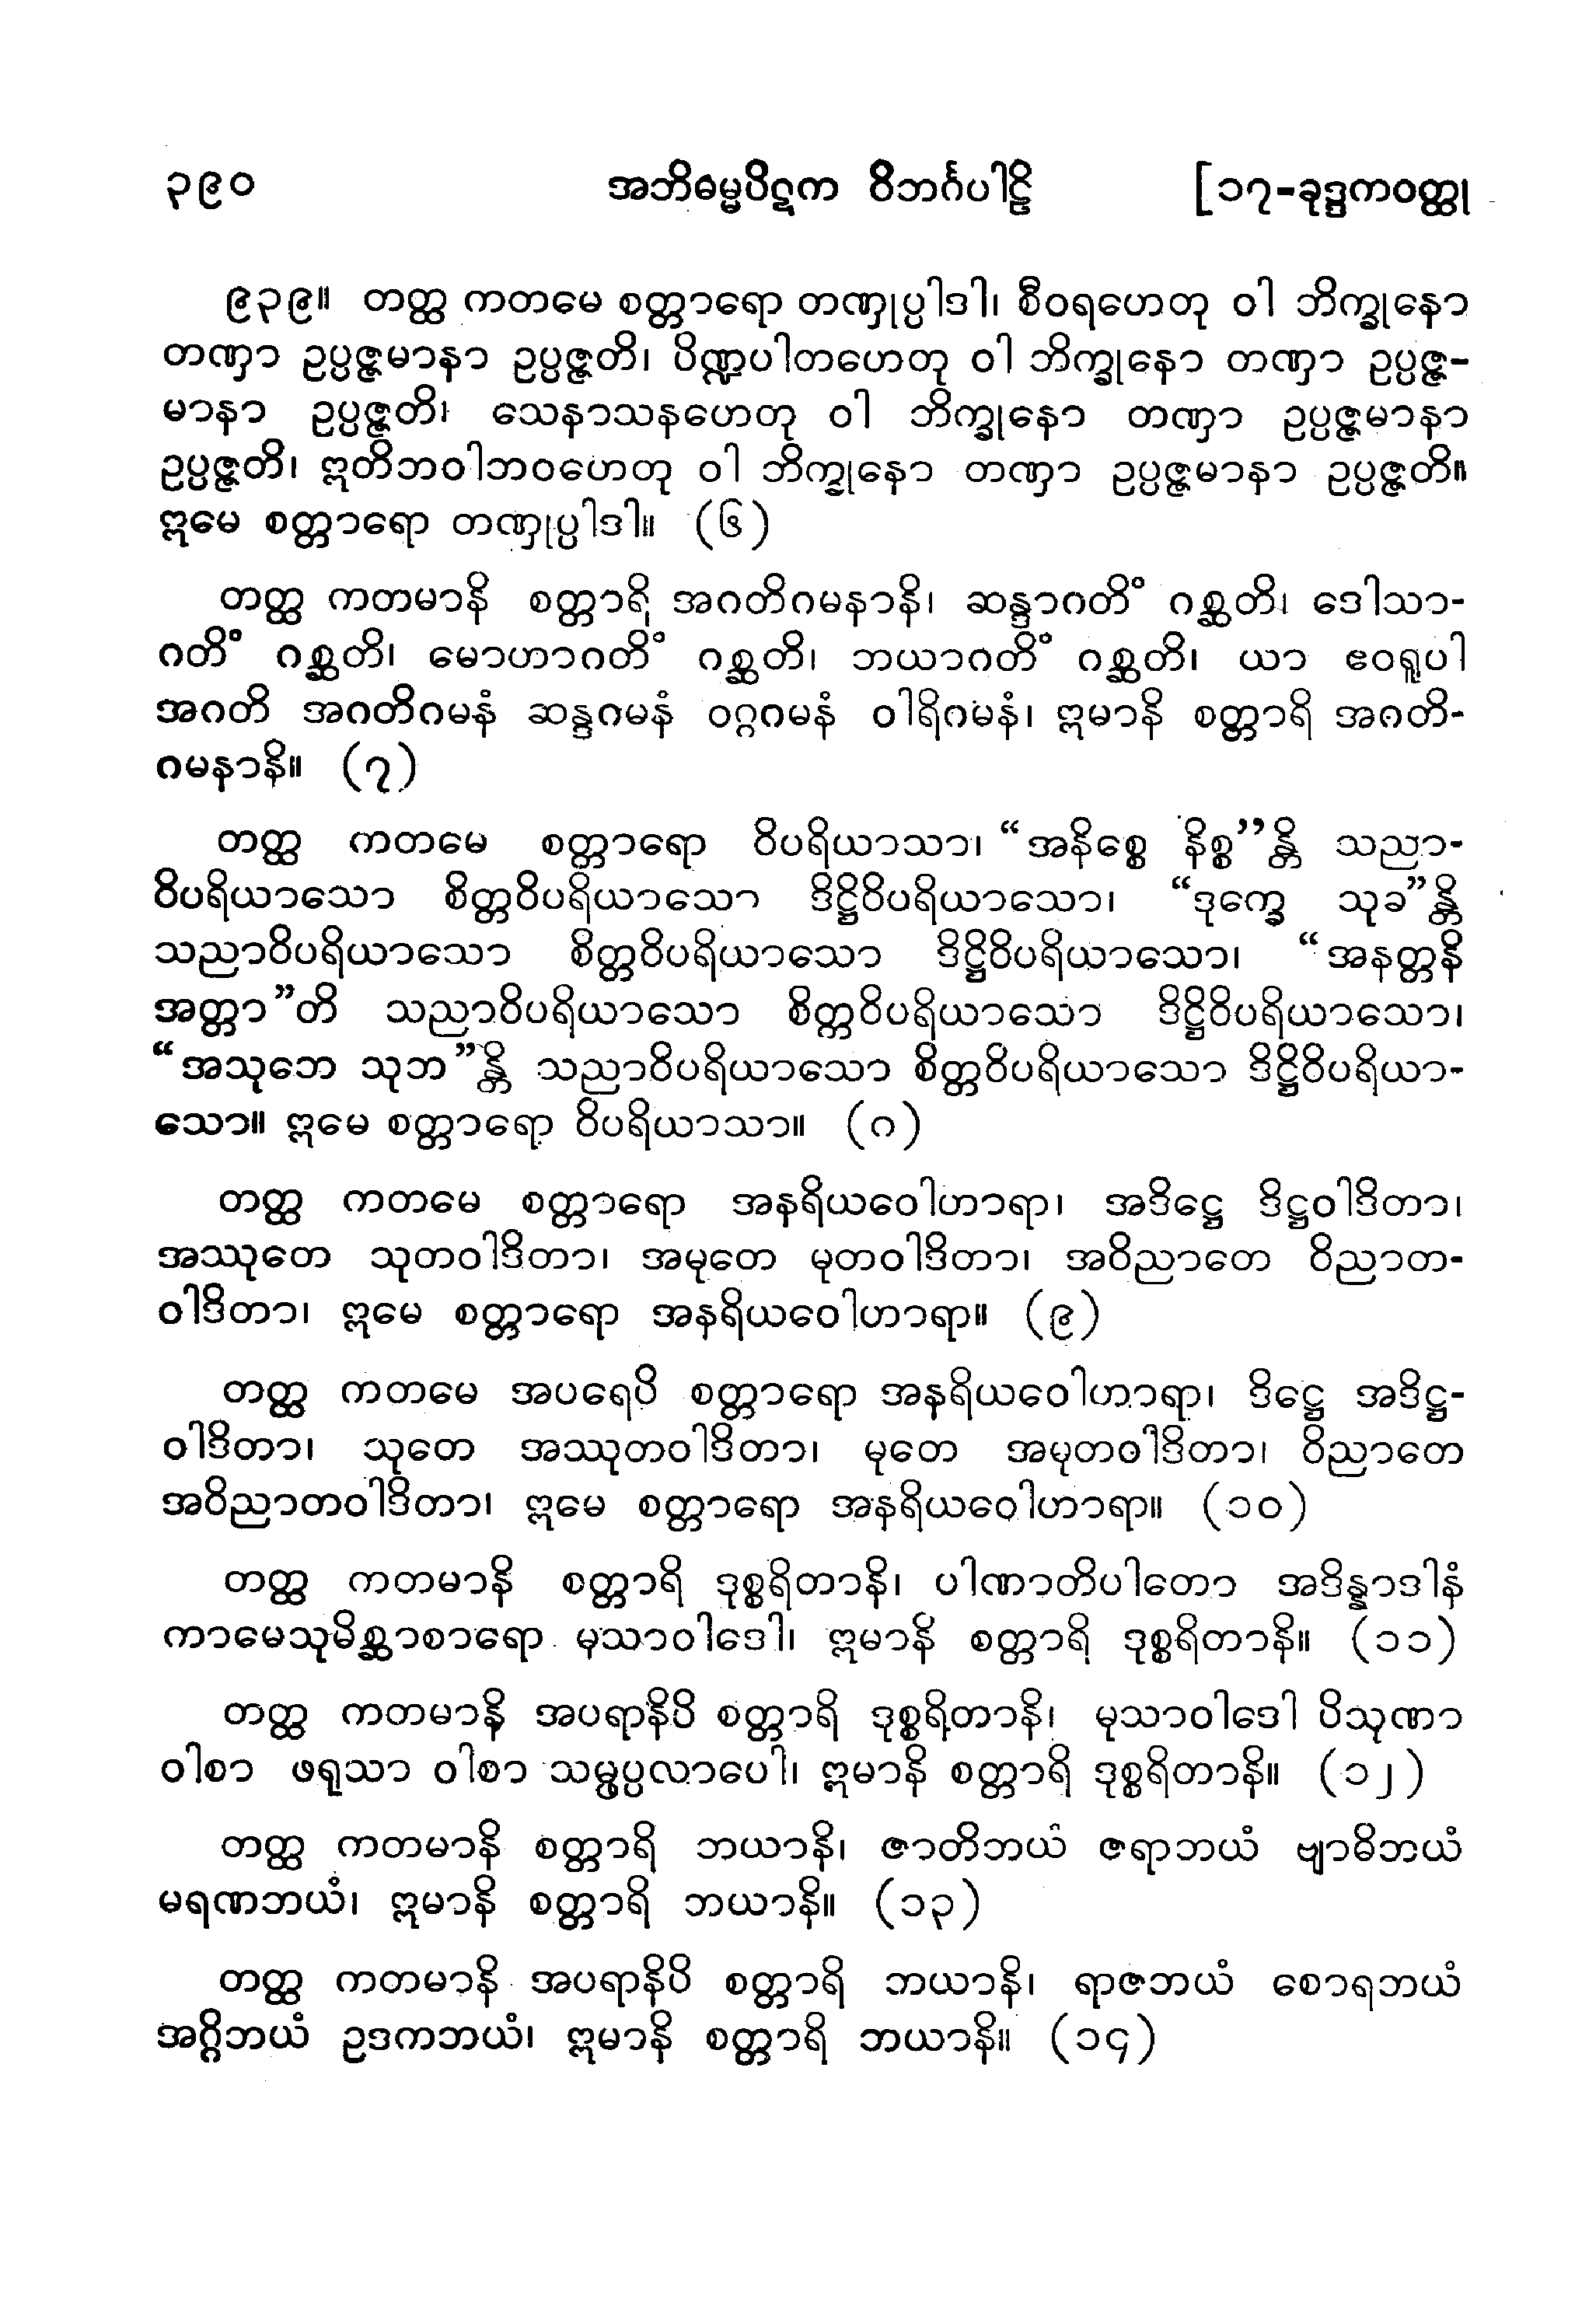 ၃၉၀ အဘိဓမ္မပိဋက ဝိဘင်္ဂပါဠိ [၁၇-ခုဒ္ဒကဝတ္ထု
၉၃၉။ တတ္ထ ကတမေ စတ္တာရော တဏှုပ္ပါဒါ၊ စီဝရဟေတု ဝါ ဘိက္ခုနော
တဏှာ ဥပ္ပဇ္ဇမာနာ ဥပ္ပဇ္ဇတိ၊ ပိဏ္ဍပါတဟေတု ဝါ ဘိက္ခုနော တဏှာ ဥပ္ပဇ္ဇ-
မာနာ ဥပ္ပဇ္ဇတိ၊ သေနာသနဟေတု ဝါ ဘိက္ခုနော တဏှာ ဥပ္ပဇ္ဇမာနာ
ဥပ္ပဇ္ဇတိ၊ ဣတိဘဝါဘဝဟေတု ဝါ ဘိက္ခုနော တဏှာ ဥပ္ပဇ္ဇမာနာ ဥပ္ပဇ္ဇတိ။
ဣမေ စတ္တာရော တဏှုပ္ပါဒါ။ (၆)
တတ္ထ ကတမာနိ စတ္တာရိ အဂတိဂမနာနိ၊ ဆန္ဒာဂတိံ ဂစ္ဆတိ၊ ဒေါသာ-
ဂတိံ ဂစ္ဆတိ၊ မောဟာဂတိံ ဂစ္ဆတိ၊ ဘယာဂတိံ ဂစ္ဆတိ၊ ယာ ဧဝရူပါ
အဂတိ အဂတိဂမနံ ဆန္ဒဂမနံ ဝဂ္ဂဂမနံ ဝါရိဂမနံ၊ ဣမာနိ စတ္တာရိ အဂတိ-
ဂမနာနိ။ (၇)
တတ္ထ ကတမေ စတ္တာရော ဝိပရိယာသာ၊ “အနိစ္စေ နိစ္စ”န္တိ သညာ-
ဝိပရိယာသော စိတ္တဝိပရိယာသော ဒိဋ္ဌိဝိပရိယာသော၊ “ဒုက္ခေ သုခ”န္တိ
သညာဝိပရိယာသော စိတ္တဝိပရိယာသော ဒိဋ္ဌိဝိပရိယာသော၊ “အနတ္တနိ
အတ္တာ”တိ သညာဝိပရိယာသော စိတ္တဝိပရိယာသော ဒိဋ္ဌိဝိပရိယာသော၊
“အသုဘေ သုဘ”န္တိ သညာဝိပရိယာသော စိတ္တဝိပရိယာသော ဒိဋ္ဌိဝိပရိယာ-
သော။ ဣမေ စတ္တာရော ဝိပရိယာသာ။ (၈)
တတ္ထ ကတမေ စတ္တာရော အနရိယဝေါဟာရာ၊ အဒိဋ္ဌေ ဒိဋ္ဌဝါဒိတာ၊
အဿုတေ သုတဝါဒိတာ၊ အမုတေ မုတဝါဒိတာ၊ အဝိညာတေ ဝိညာတ-
ဝါဒိတာ၊ ဣမေ စတ္တာရော အနရိယဝေါဟာရာ။ (၉)
တတ္ထ ကတမေ အပရေပိ စတ္တာရော အနရိယဝေါဟာရာ၊ ဒိဋ္ဌေ အဒိဋ္ဌ-
ဝါဒိတာ၊ သုတေ အဿုတဝါဒိတာ၊ မုတေ အမုတဝါဒိတာ၊ ဝိညာတေ
အဝိညာတဝါဒိတာ၊ ဣမေ စတ္တာရော အနရိယဝေါဟာရာ။ (၁၀)
တတ္ထ ကတမာနိ စတ္တာရိ ဒုစ္စရိတာနိ၊ ပါဏာတိပါတော အဒိန္နာဒါနံ
ကာမေသုမိစ္ဆာစာရော မုသာဝါဒေါ၊ ဣမာနိ စတ္တာရိ ဒုစ္စရိတာနိ။ (၁၁)
တတ္ထ ကတမာနိ အပရာနိပိ စတ္တာရိ ဒုစ္စရိတာနိ၊ မုသာဝါဒေါ ပိသုဏာ
ဝါစာ ဖရုသာ ဝါစာ သမ္ဖပ္ပလာပေါ၊ ဣမာနိ စတ္တာရိ ဒုစ္စရိတာနိ။ (၁၂)
တတ္ထ ကတမာနိ စတ္တာရိ ဘယာနိ၊ ဇာတိဘယံ ဇရာဘယံ ဗျာဓိဘယံ
မရဏဘယံ၊ ဣမာနိ စတ္တာရိ ဘယာနိ။ (၁၃)
တတ္ထ ကတမာနိ အပရာနိပိ စတ္တာရိ ဘယာနိ၊ ရာဇဘယံ စောရဘယံ
အဂ္ဂိဘယံ ဥဒကဘယံ၊ ဣမာနိ စတ္တာရိ ဘယာနိ။ (၁၄)